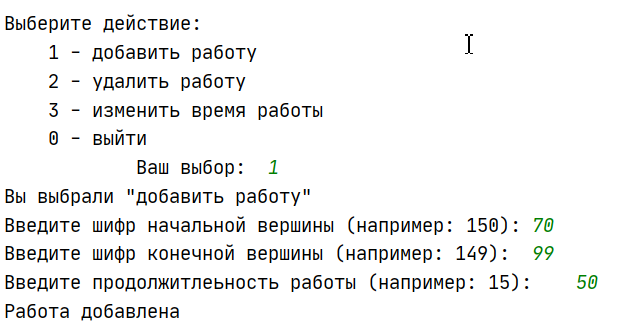 Выберите действие:
1 - добавить работу
2 - удалить работу
3 - изменить время работы
0 - выйти
Ваш выбор: 1
Вы выбрали "добавить работу"
Введите шифр начальной вершины (например: 150): 70
Введите шифр конечной вершины (например: 149): 99
Введите продолжитлеьность работы (например: 15): 50
Работа добавлена